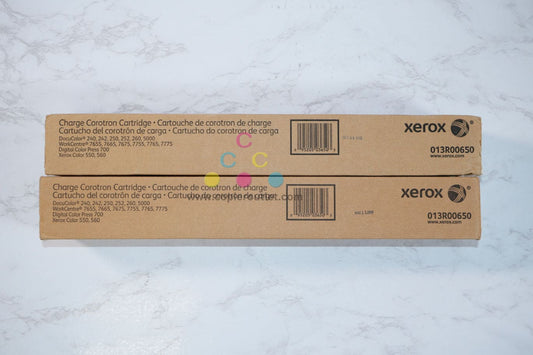 Charge Corotron Cartridge • Cartouche de corotron de charge
Cartucho del corotrón de carga • Cartucho do corotron de carga
DocuColor® 240, 242, 250, 252, 260, 5000
WorkCentre® 7655, 7665, 7675, 7755, 7765, 7775
Digital Color Press 700
Xerox Color 550, 560
xerox
013R00650
www.xerox.com
C
C C
Charge Corotron Cartridge • Cartouche de corotron de charge
Cartucho del corotrón de carga • Cartucho do corotron de carga
DocuColor® 240, 242, 250, 252, 260, 5000
WorkCentre® 7655, 7665, 7675, 7755, 7765, 7775
Digital Color Press 700
Xerox Color 550, 560
www.copieroutlet.com
xerox
013R00650
www.xerox.com